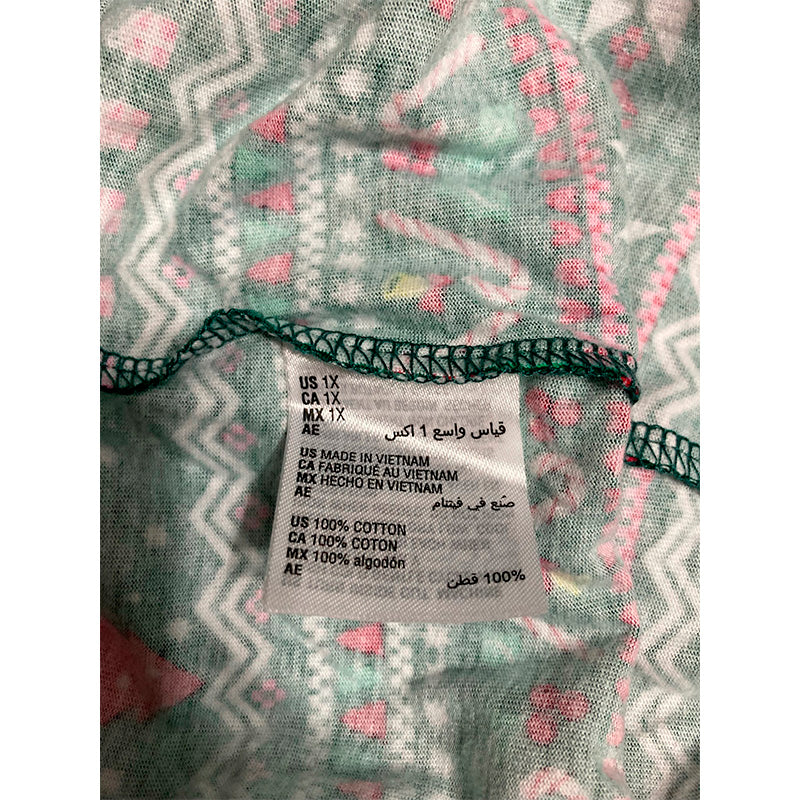 US 1X
CA 1X
MX 1X
AE قياس واسع 1 اكس
US MADE IN VIETNAM
CA FABRIQUÉ AU VIETNAM
MX HECHO EN VIETNAM
AE صنع في فيتنام
US 100% COTTON
CA 100% COTON
MX 100% algodón
AE 100% قطن